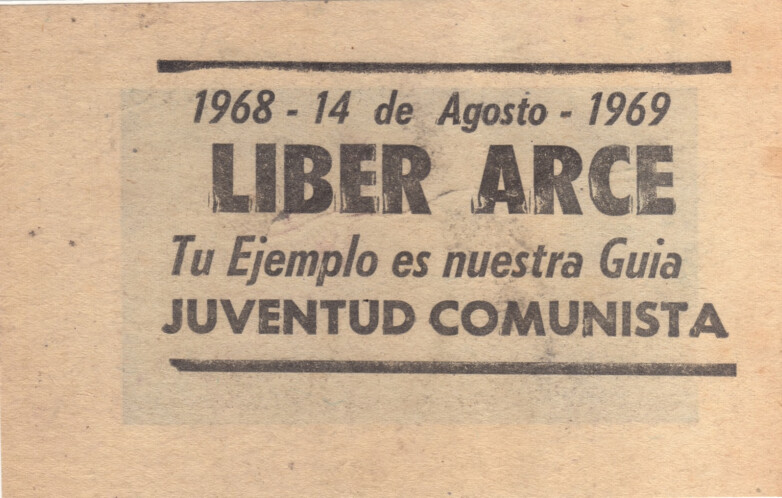 1968 - 14 de Agosto - 1969
LIBER ARCE
Tu Ejemplo es nuestra Guia
JUVENTUD COMUNISTA